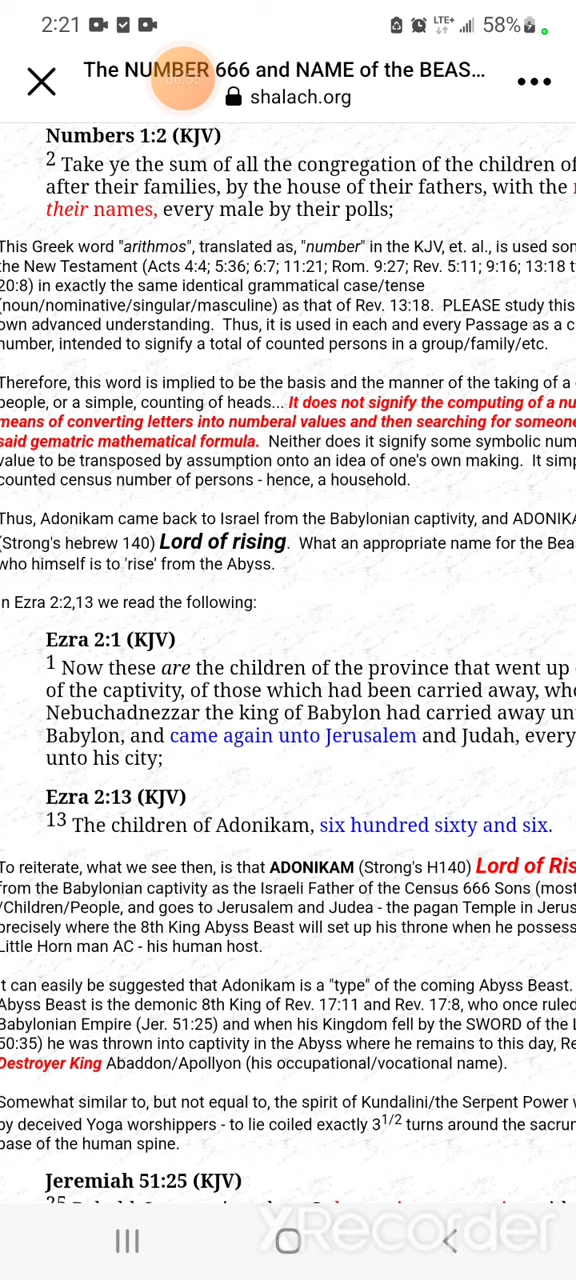 2:21 LTE+ 58%
The NUMBER 666 and NAME of the BEAS...
shalach.org
Numbers 1:2 (KJV)
2 Take ye the sum of all the congregation of the children of
after their families, by the house of their fathers, with the
their names, every male by their polls;
This Greek word "arithmos", translated as, "number" in the KJV, et. al., is used
the New Testament (Acts 4:4; 5:36; 6:7; 11:21; Rom. 9:27; Rev. 5:11; 9:16; 13:18
20:8) in exactly the same identical grammatical case/tense
(noun/nominative/singular/masculine) as that of Rev. 13:18. PLEASE study this
own advanced understanding. Thus, it is used in each and every Passage as a
number, intended to signify a total of counted persons in a group/family/etc.
Therefore, this word is implied to be the basis and the manner of the taking of a
people, or a simple, counting of heads... It does not signify the computing of a
means of converting letters into numberal values and then searching for someone
said gematric mathematical formula. Neither does it signify some symbolic
value to be transposed by assumption onto an idea of one's own making. It
counted census number of persons - hence, a household.
Thus, Adonikam came back to Israel from the Babylonian captivity, and
(Strong's hebrew 140) Lord of rising. What an appropriate name for the
who himself is to 'rise' from the Abyss.
n Ezra 2:2,13 we read the following:
Ezra 2:1 (KJV)
1 Now these are the children of the province that went up
of the captivity, of those which had been carried away,
Nebuchadnezzar the king of Babylon had carried away
Babylon, and came again unto Jerusalem and Judah, every
unto his city;
Ezra 2:13 (KJV)
13 The children of Adonikam, six hundred sixty and six.
To reiterate, what we see then, is that ADONIKAM (Strong's H140) Lord of Ris
from the Babylonian captivity as the Israeli Father of the Census 666 Sons (most
/Children/People, and goes to Jerusalem and Judea - the pagan Temple in
precisely where the 8th King Abyss Beast will set up his throne when he
Little Horn man AC - his human host.
t can easily be suggested that Adonikam is a "type" of the coming Abyss Beast.
Abyss Beast is the demonic 8th King of Rev. 17:11 and Rev. 17:8, who once ruled
Babylonian Empire (Jer. 51:25) and when his Kingdom fell by the SWORD of the
50:35) he was thrown into captivity in the Abyss where he remains to this day,
Destroyer King Abaddon/Apollyon (his occupational/vocational name).
Somewhat similar to, but not equal to, the spirit of Kundalini/the Serpent Power
by deceived Yoga worshippers - to lie coiled exactly 3 1/2 turns around the
base of the human spine.
Jeremiah 51:25 (KJV)
XRecorder